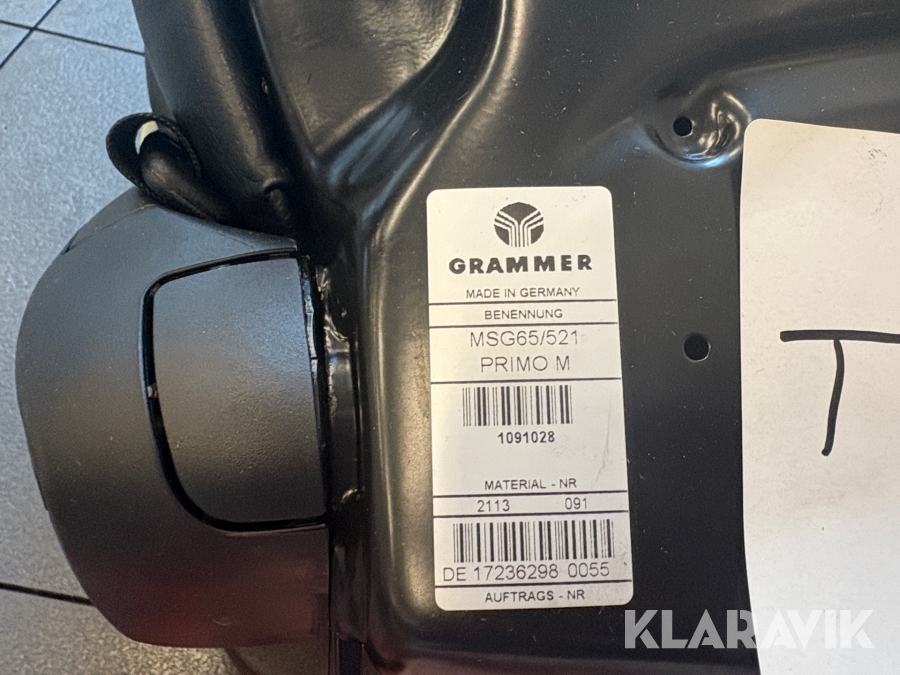 GRAMMER
MADE IN GERMANY
BENENNUNG
MSG65/521
PRIMO M
1091028
MATERIAL - NR
2113 091
DE 17236298 0055
AUFTRAGS - NR
T
KLARAVIK